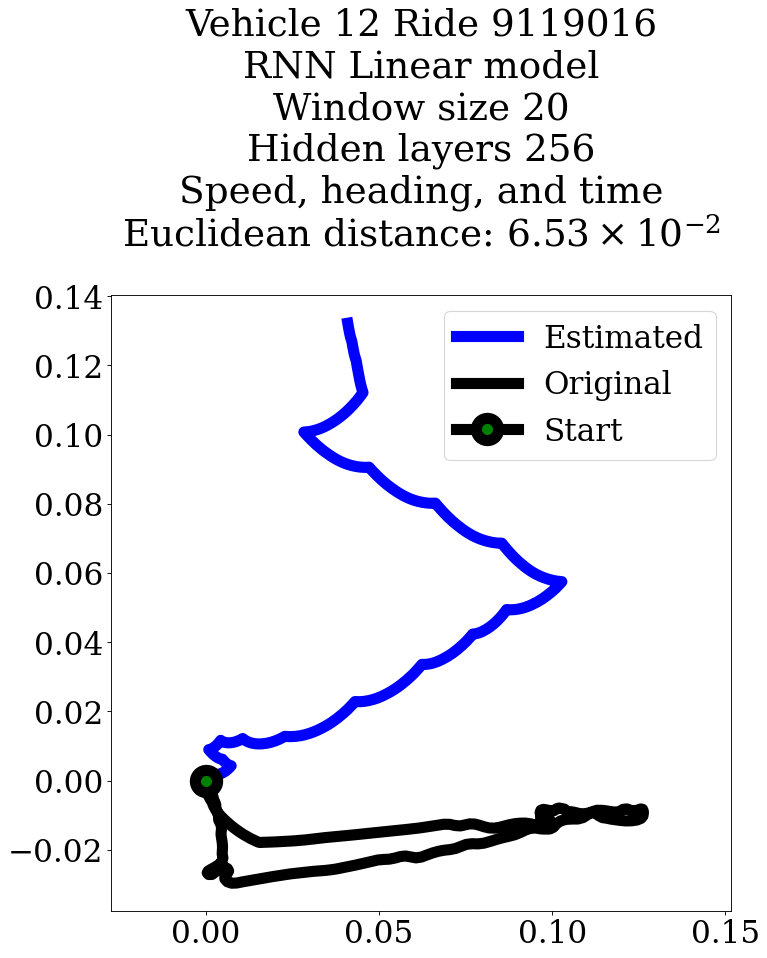 Vehicle 12 Ride 9119016
RNN Linear model
Window size 20
Hidden layers 256
Speed, heading, and time
Euclidean distance: 6.53 × 10⁻²
0.14
0.12
0.10
0.08
0.06
0.04
0.02
0.00
−0.02
Estimated
Original
Start
0.00 0.05 0.10 0.15